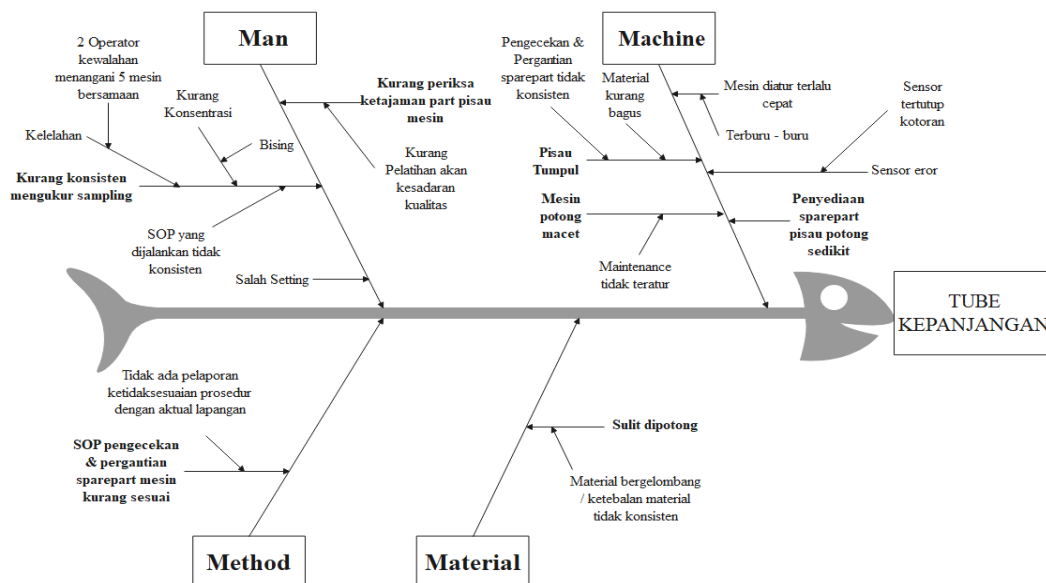 Man
2 Operator
kewalahan
menangani 5 mesin
bersamaan
Kelelahan
Kurang
Konsentrasi
Bising
Kurang konsisten
mengukur sampling
SOP yang
dijalankan tidak
konsisten
Kurang periksa
ketajaman part pisau
mesin
Kurang
Pelatihan akan
kesadaran
kualitas
Salah Setting
Machine
Pengecekan &
Pergantian
sparepart tidak
konsisten
Material
kurang
bagus
Pisau
Tumpul
Mesin
potong
macet
Maintenance
tidak teratur
Mesin diatur terlalu
cepat
Terburu - buru
Sensor
tertutup
kotoran
Sensor eror
Penyediaan
sparepart
pisau potong
sedikit
TUBE
KEPANJANGAN
Tidak ada pelaporan
ketidaksesuaian prosedur
dengan aktual lapangan
SOP pengecekan
& pergantian
sparepart mesin
kurang sesuai
Method
Sulit dipotong
Material bergelombang
/ ketebalan material
tidak konsisten
Material